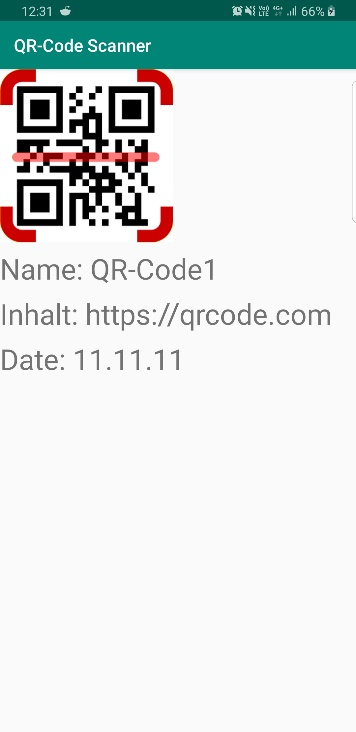 12:31 66%
QR-Code Scanner
Name: QR-Code1
Inhalt: https://qrcode.com
Date: 11.11.11